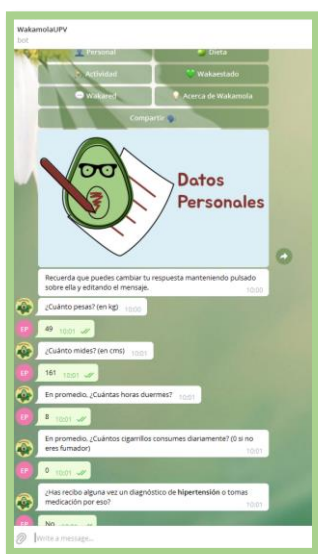 WakamolaUPV
bot
Personal
Dieta
Actividad
Wakaestado
Wakared
Acerca de Wakamola
Compartir
Datos
Personales
Recuerda que puedes cambiar tu respuesta manteniendo pulsado
sobre ella y editando el mensaje.
10:00
¿Cuánto pesas? (en kg) 10:00
EP 49 10:01
¿Cuánto mides? (en cms) 10:01
EP 161 10:01
En promedio, ¿Cuántas horas duermes? 10:01
EP 8 10:01
En promedio, ¿Cuántos cigarrillos consumes diariamente? (0 si no
eres fumador) 10:01
EP 0 10:01
¿Has recibo alguna vez un diagnóstico de hipertensión o tomas
medicación por eso? 10:01
EP No 10:01
Write a message...